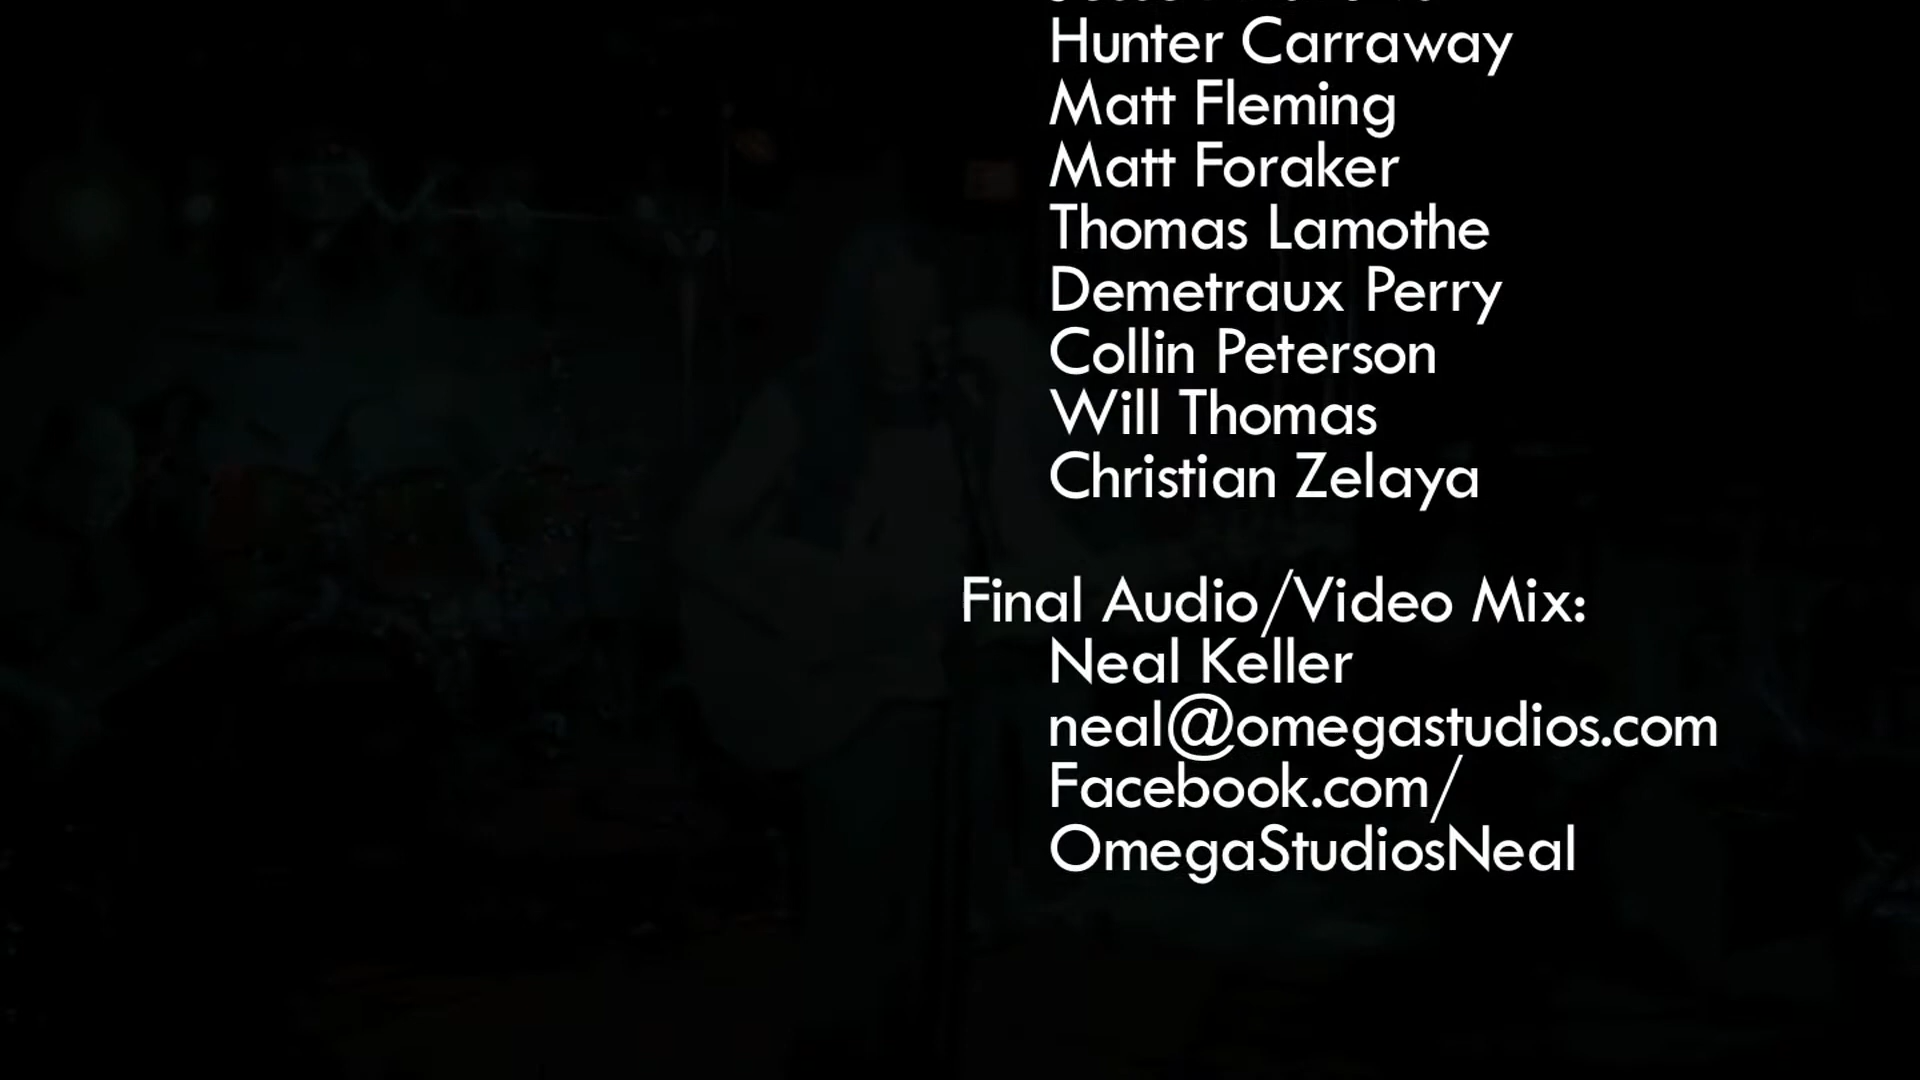 Hunter Carraway
Matt Fleming
Matt Foraker
Thomas Lamothe
Demetraux Perry
Collin Peterson
Will Thomas
Christian Zelaya
Final Audio/Video Mix:
Neal Keller
neal@omegastudios.com
Facebook.com/
OmegaStudiosNeal